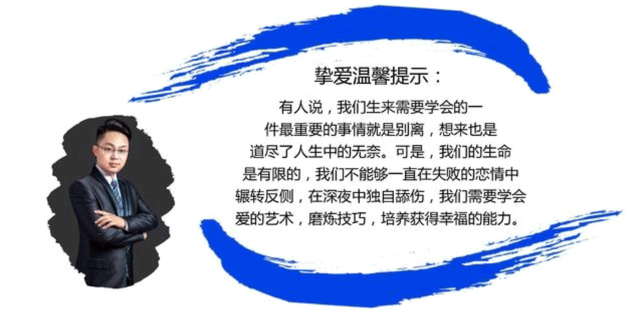 挚爱温馨提示：
有人说，我们生来需要学会的一
件最重要的事情就是别离，想来也是
道尽了人生中的无奈。可是，我们的生命
是有限的，我们不能够一直在失败的恋情中
辗转反侧，在深夜中独自舔伤，我们需要学会
爱的艺术，磨炼技巧，培养获得幸福的能力。